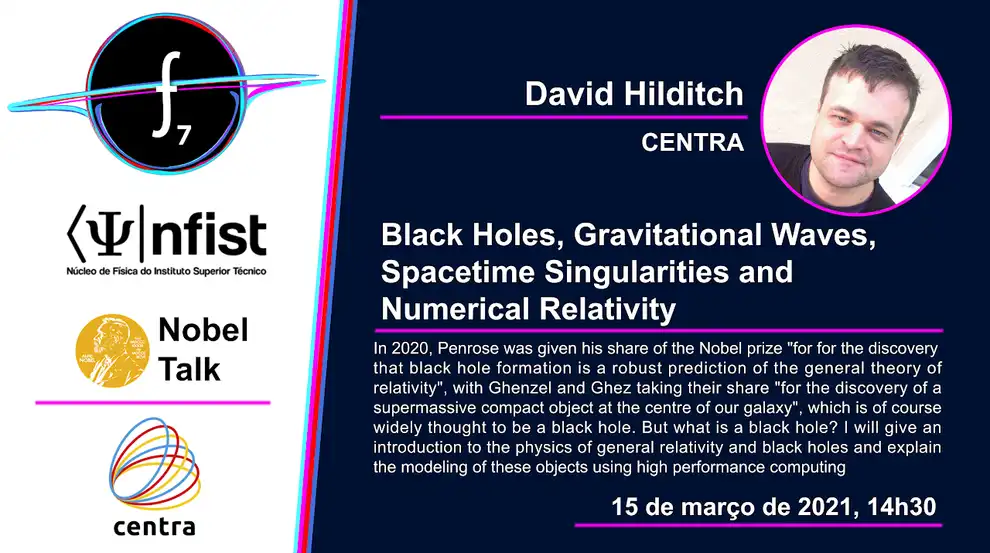 ∫
7
⟨Ψ|nfist
Núcleo de Física do Instituto Superior Técnico
Nobel
Talk
centra
David Hilditch
CENTRA
Black Holes, Gravitational Waves,
Spacetime Singularities and
Numerical Relativity
In 2020, Penrose was given his share of the Nobel prize "for for the discovery
that black hole formation is a robust prediction of the general theory of
relativity", with Ghenzel and Ghez taking their share "for the discovery of a
supermassive compact object at the centre of our galaxy", which is of course
widely thought to be a black hole. But what is a black hole? I will give an
introduction to the physics of general relativity and black holes and explain
the modeling of these objects using high performance computing
15 de março de 2021, 14h30